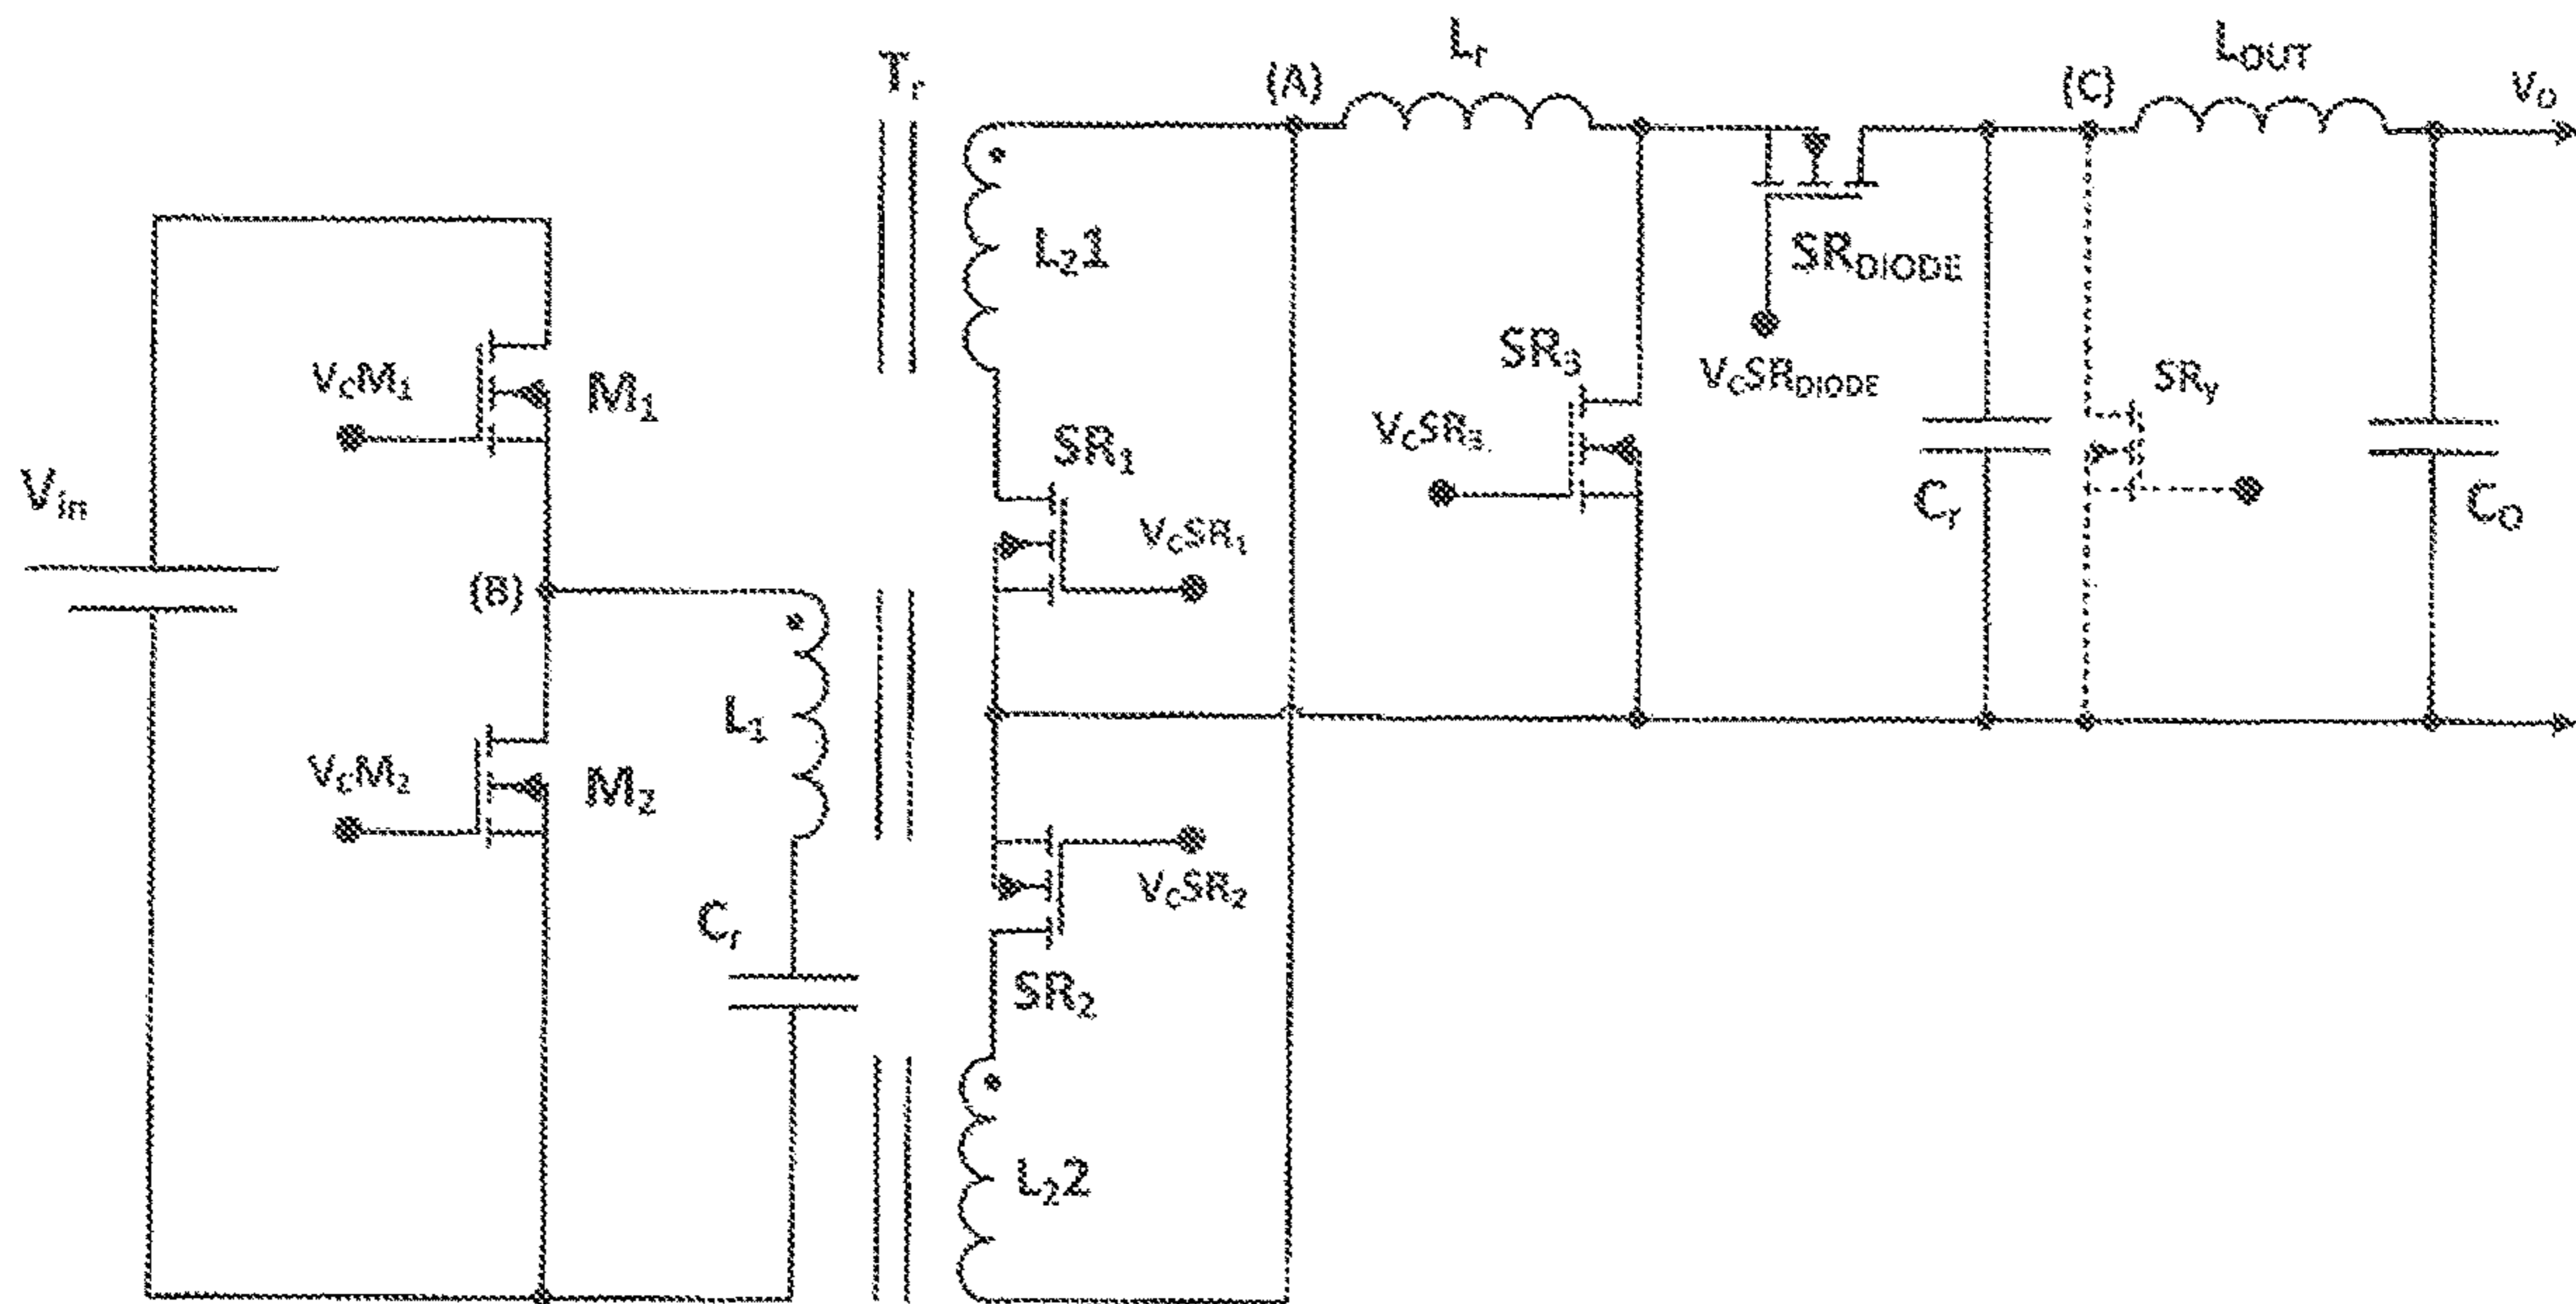 Tr
(A)
Lr
(C)
LOUT
VO
L21
SRDIODE
VCM1
M1
SR3
VCSRDIODE
SRy
VCSR3
SR1
Vin
VCSR1
Cr
CO
(B)
L1
VCM2
M2
VCSR2
Cr
SR2
L22